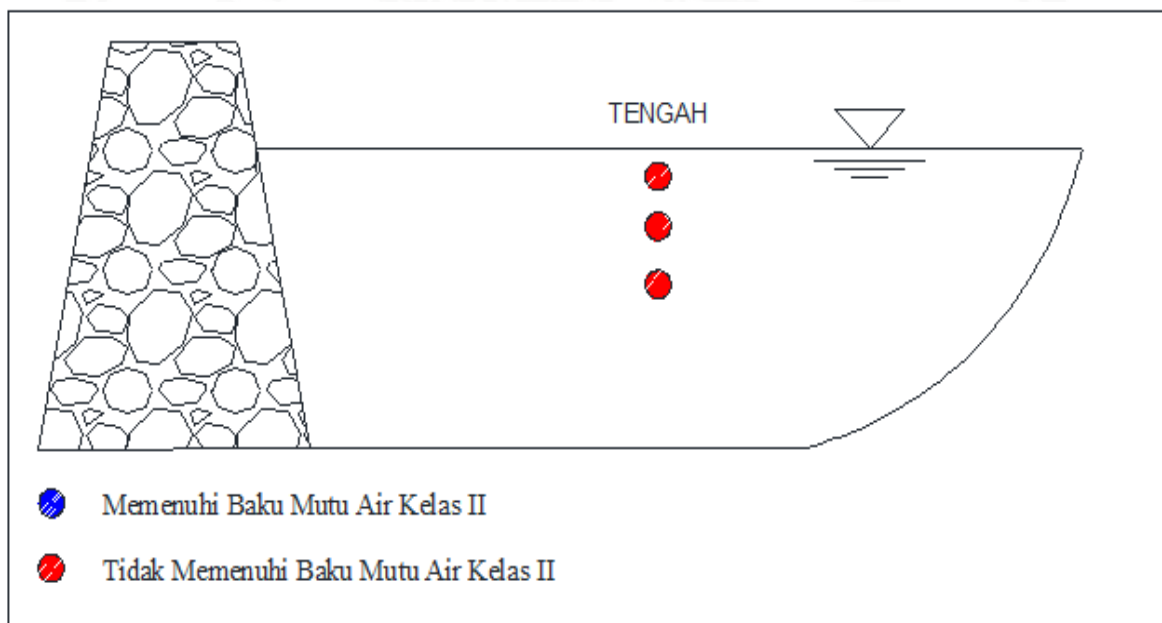 TENGAH
Memenuhi Baku Mutu Air Kelas II
Tidak Memenuhi Baku Mutu Air Kelas II